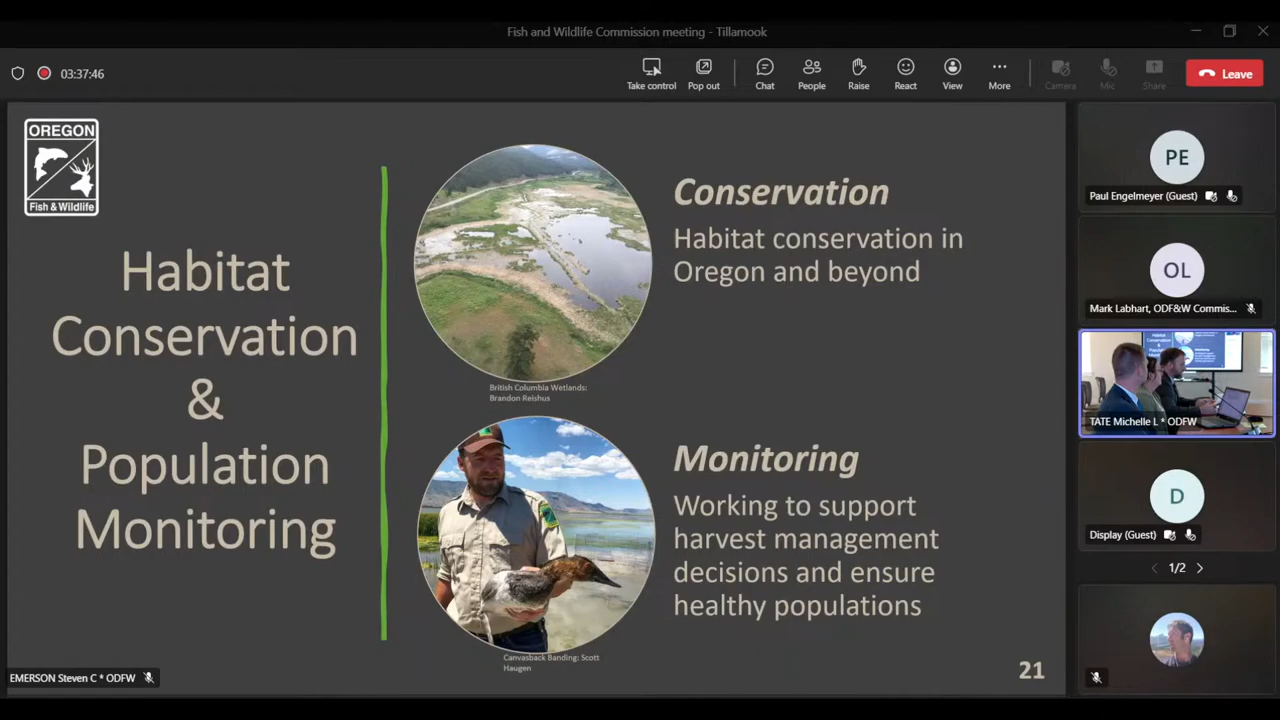 Fish and Wildlife Commission meeting - Tillamook
03:37:46
Take control
Pop out
Chat
People
Raise
React
View
More
Camera
Mic
Share
Leave
OREGON
Fish & Wildlife
Habitat
Conservation
&
Population
Monitoring
Conservation
Habitat conservation in
Oregon and beyond
British Columbia Wetlands:
Brandon Reishus
Monitoring
Working to support
harvest management
decisions and ensure
healthy populations
Canvasback Banding: Scott
Haugen
21
EMERSON Steven C * ODFW
PE
Paul Engelmeyer (Guest)
OL
Mark Labhart, ODF&W Commis...
TATE Michelle L * ODFW
D
Display (Guest)
1/2